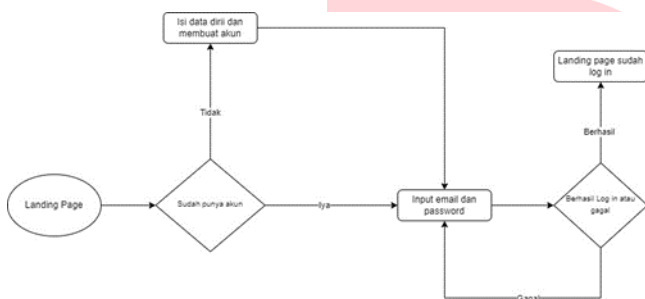 Isi data dirii dan
membuat akun
Landing page sudah
log in
Tidak
Berhasil
Landing Page
Sudah punya akun
Iya
Input email dan
password
Berhasil Log in atau
gagal
Gagal